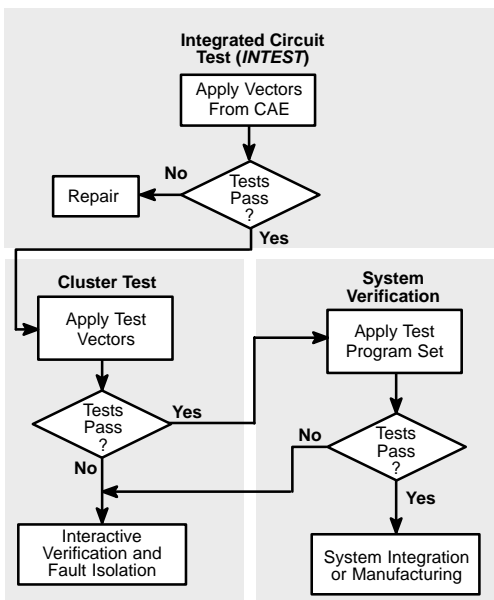 Integrated Circuit
Test (INTEST)
Apply Vectors
From CAE
No
Tests
Pass
?
Repair
Yes
Cluster Test
Apply Test
Vectors
Tests
Pass
?
Yes
No
Interactive
Verification and
Fault Isolation
System
Verification
Apply Test
Program Set
No
Tests
Pass
?
Yes
System Integration
or Manufacturing